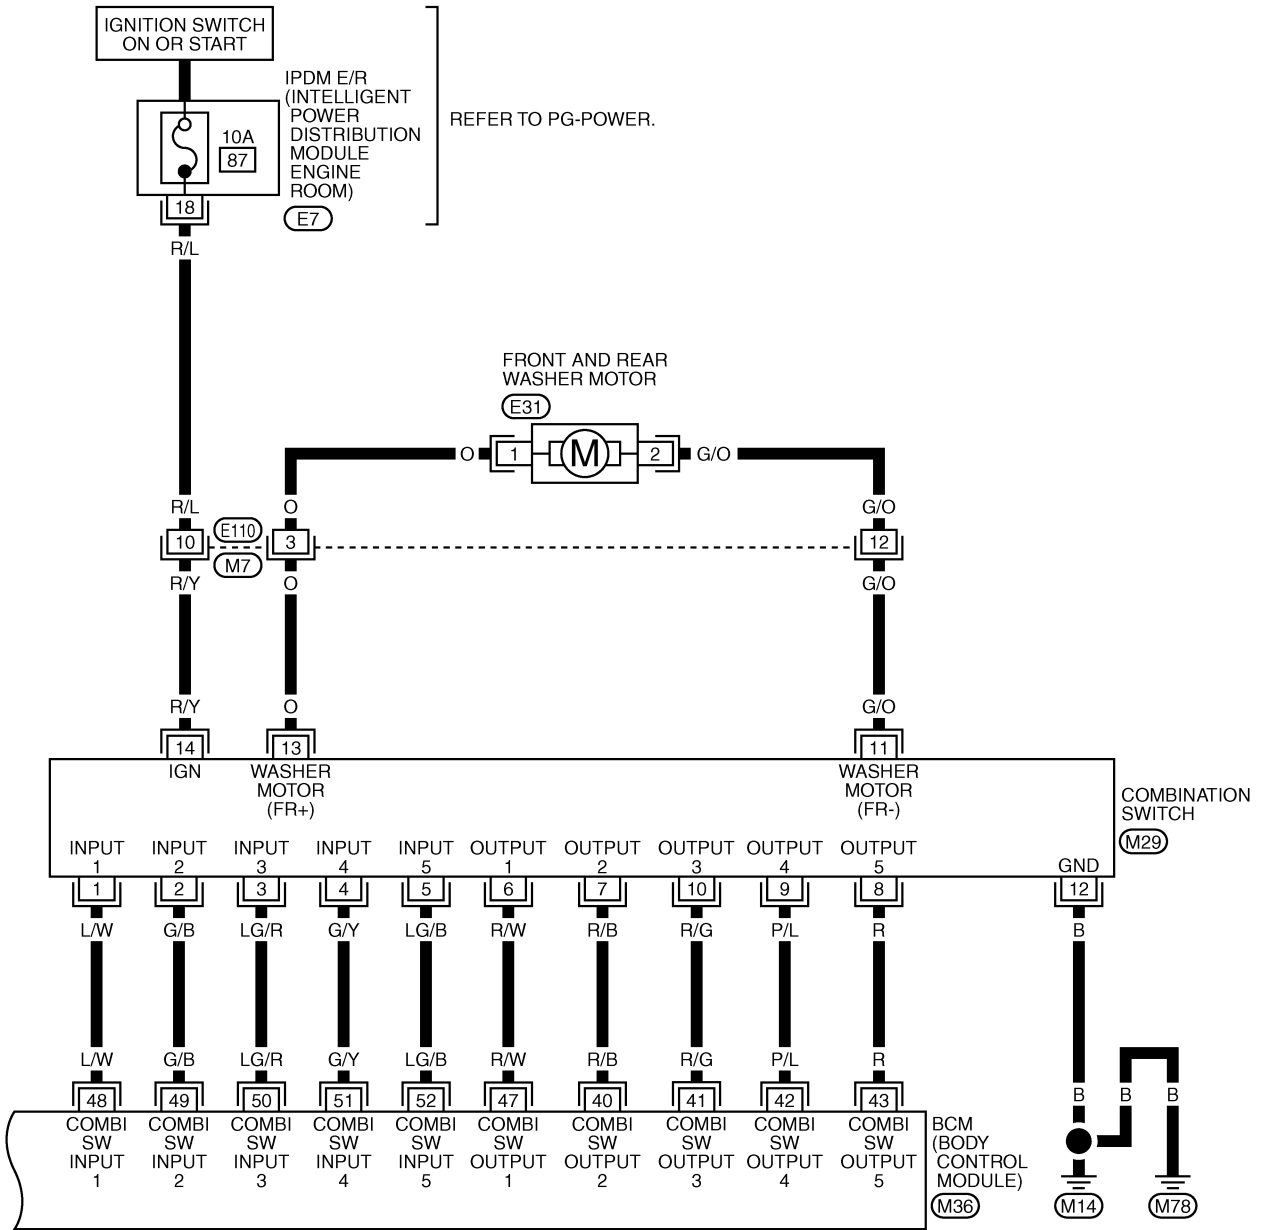 IGNITION SWITCH
ON OR START
IPDM E/R
(INTELLIGENT
POWER
DISTRIBUTION
MODULE
ENGINE
ROOM)
REFER TO PG-POWER.
10A
87
18
E7
R/L
FRONT AND REAR
WASHER MOTOR
E31
O 1 M 2 G/O
R/L O G/O
10 E110 3 12
M7
R/Y O G/O
R/Y O G/O
14 13 11
IGN WASHER WASHER
MOTOR MOTOR
(FR+) (FR-)
COMBINATION
SWITCH
M29
INPUT INPUT INPUT INPUT INPUT OUTPUT OUTPUT OUTPUT OUTPUT OUTPUT
1 2 3 4 5 1 2 3 4 5 GND
1 2 3 4 5 6 7 10 9 8 12
L/W G/B LG/R G/Y LG/B R/W R/B R/G P/L R B
L/W G/B LG/R G/Y LG/B R/W R/B R/G P/L R
B B B
48 49 50 51 52 47 40 41 42 43
COMBI COMBI COMBI COMBI COMBI COMBI COMBI COMBI COMBI COMBI
SW SW SW SW SW SW SW SW SW SW
INPUT INPUT INPUT INPUT INPUT OUTPUT OUTPUT OUTPUT OUTPUT OUTPUT
1 2 3 4 5 1 2 3 4 5
BCM
(BODY
CONTROL
MODULE)
M36
M14 M78